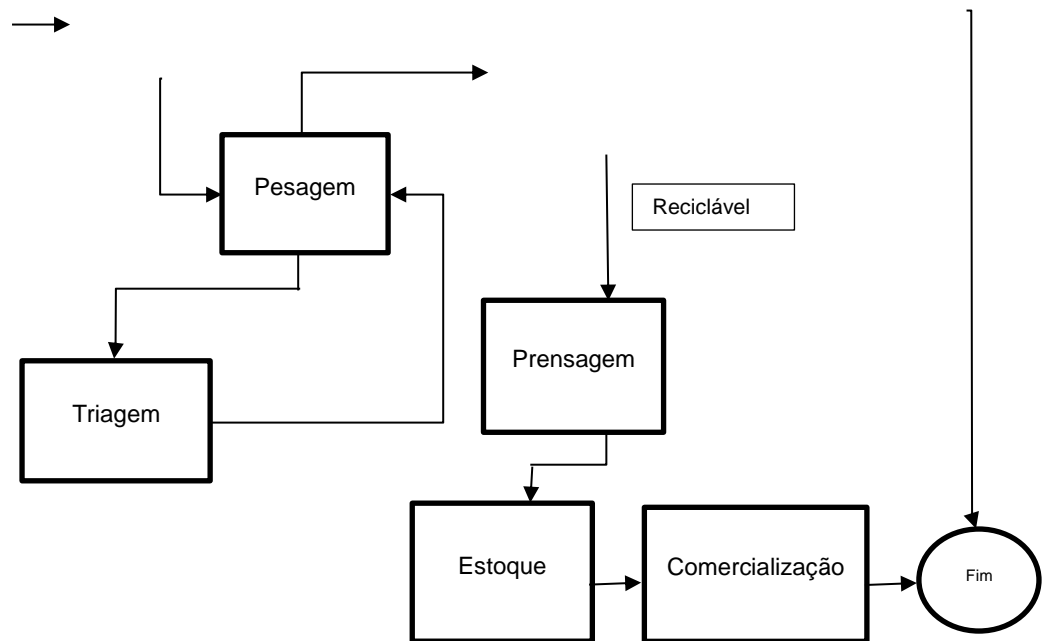 Pesagem
Reciclável
Prensagem
Triagem
Estoque
Comercialização
Fim